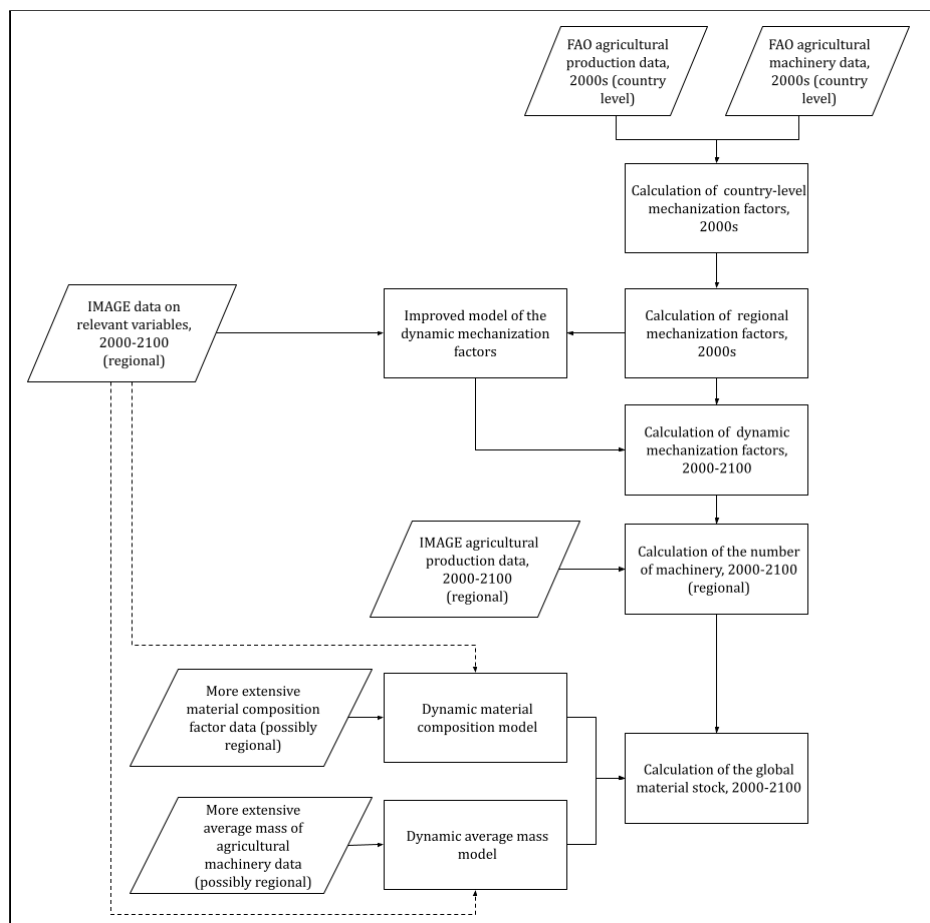 FAO agricultural
production data,
2000s (country
level)
FAO agricultural
machinery data,
2000s (country
level)
Calculation of country-level
mechanization factors,
2000s
IMAGE data on
relevant variables,
2000-2100
(regional)
Improved model of the
dynamic mechanization
factors
Calculation of regional
mechanization factors,
2000s
Calculation of dynamic
mechanization factors,
2000-2100
IMAGE agricultural
production data,
2000-2100
(regional)
Calculation of the number
of machinery, 2000-2100
(regional)
More extensive
material composition
factor data (possibly
regional)
Dynamic material
composition model
Calculation of the global
material stock, 2000-2100
More extensive
average mass of
agricultural
machinery data
(possibly regional)
Dynamic average mass
model